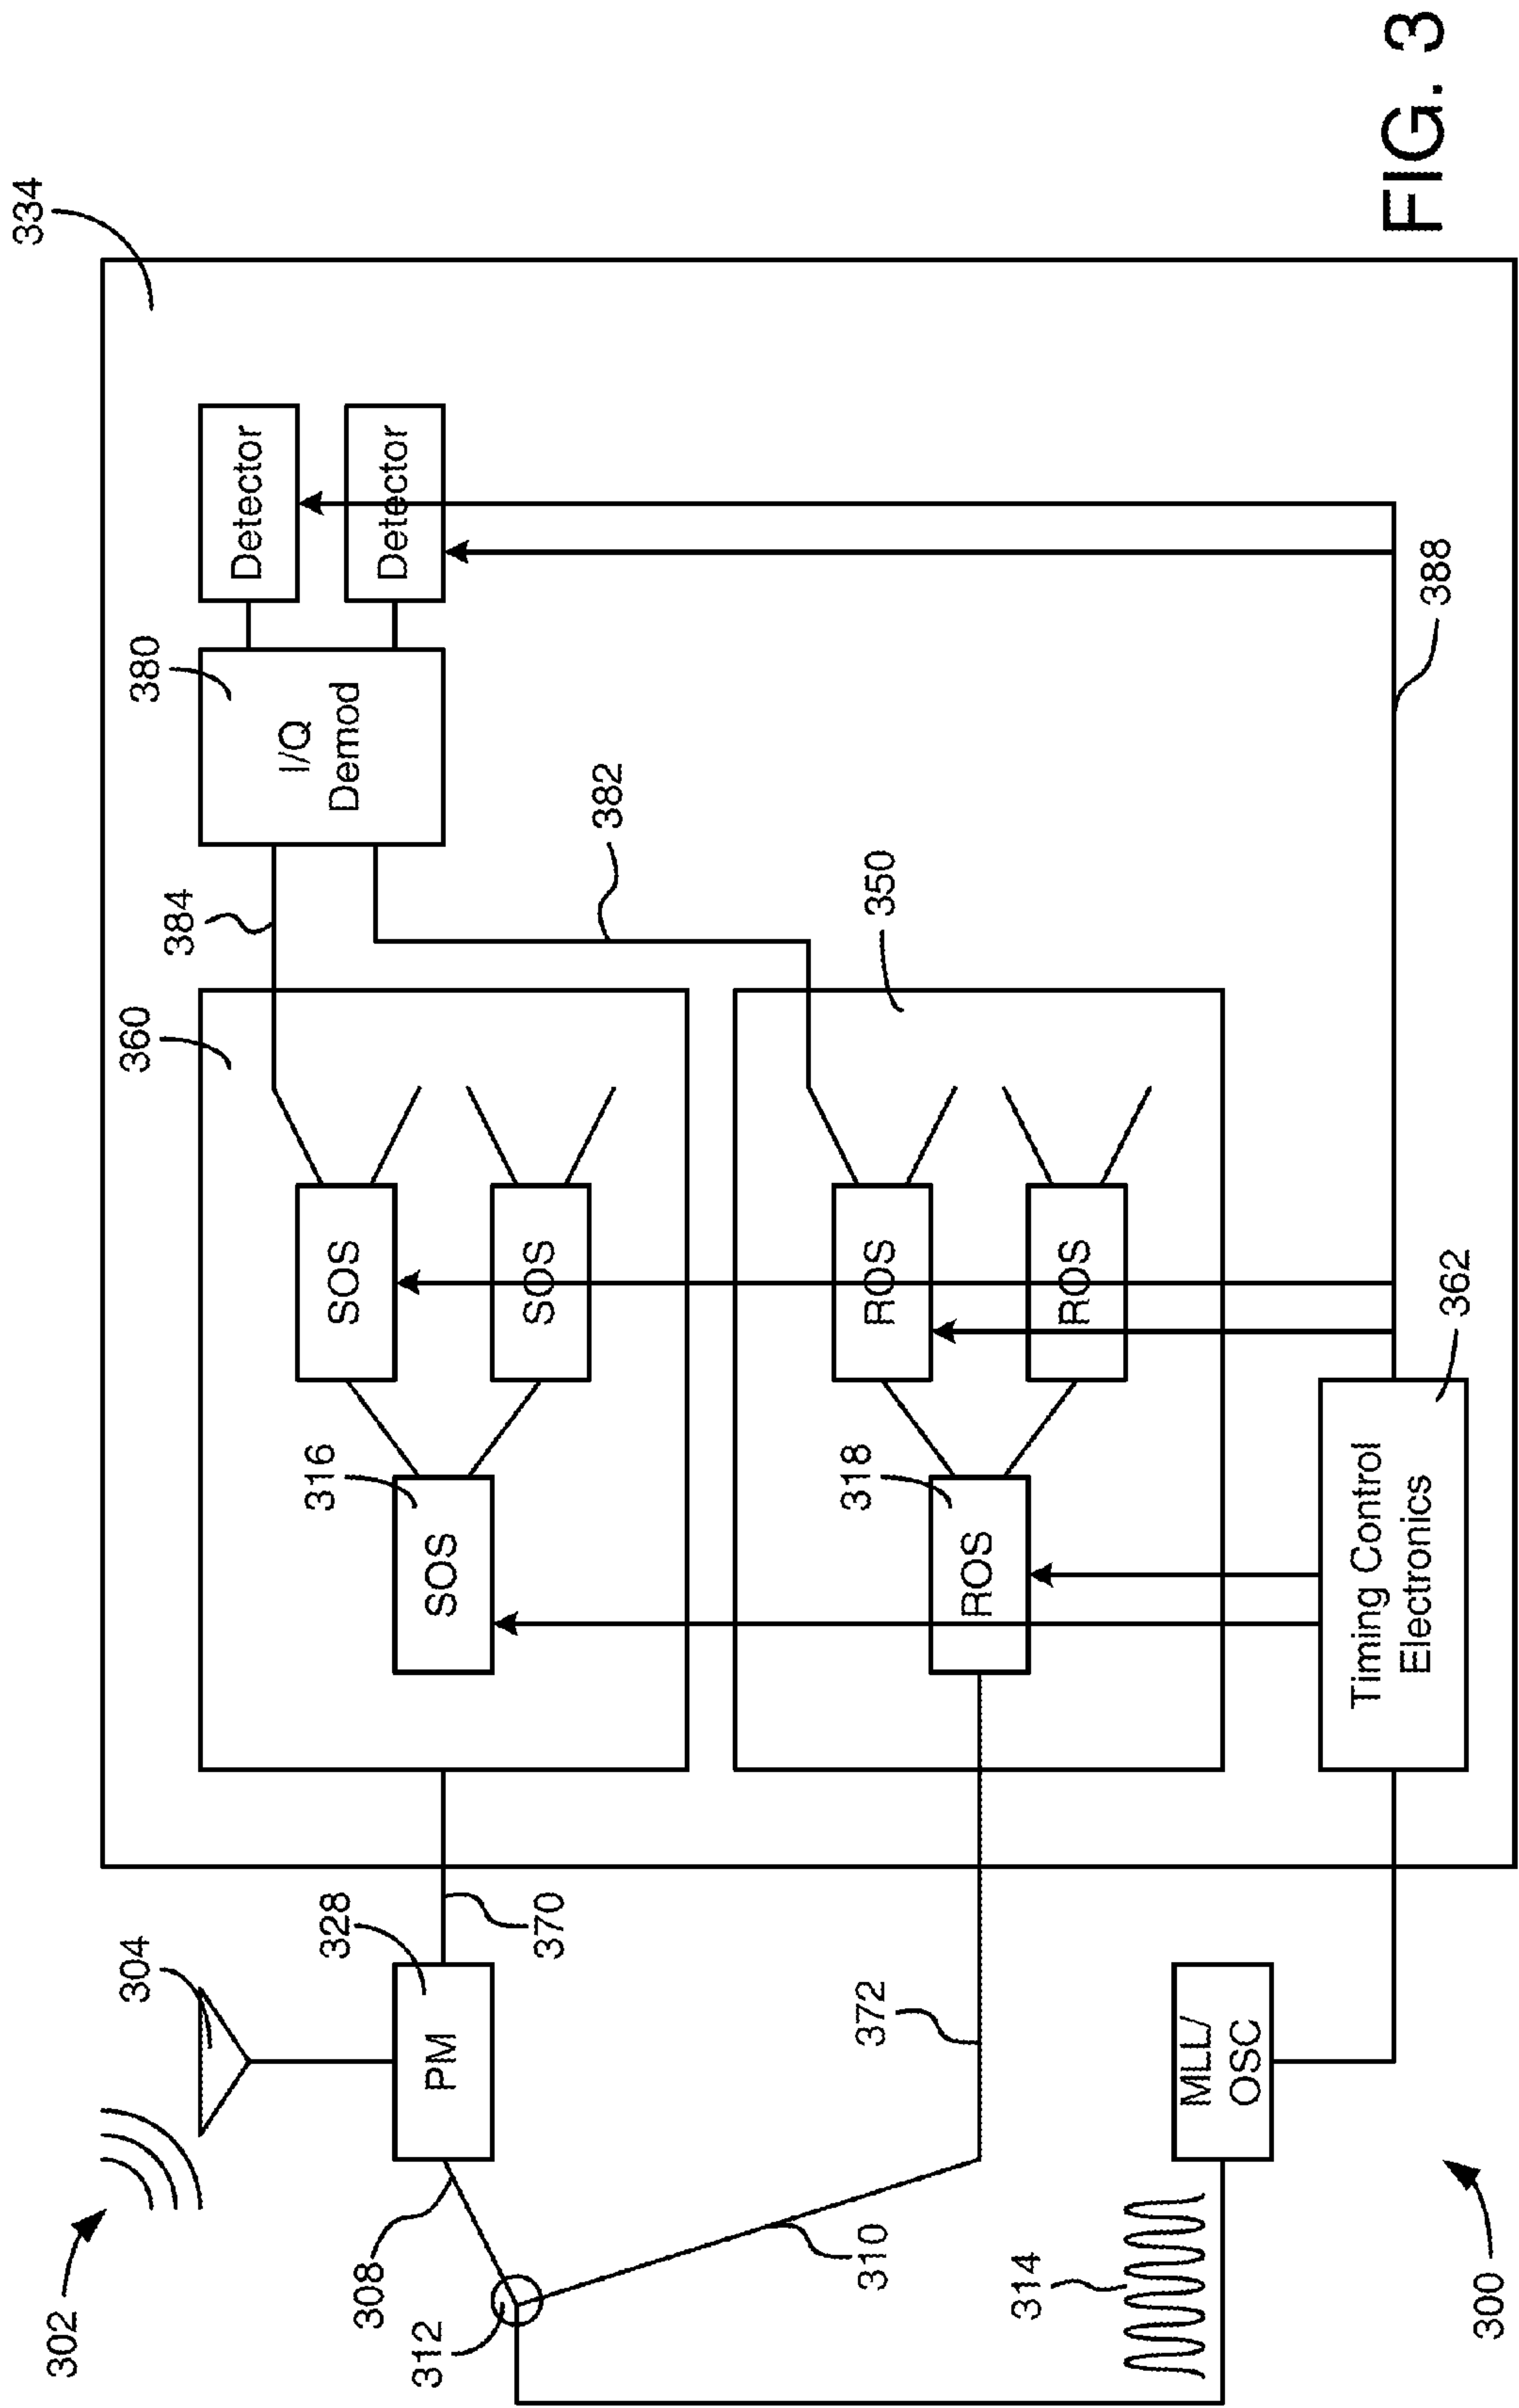 334
302
304
328
PM
370
308
312
310
372
314
MLL/
OSC
300
360
316
SOS
SOS
SOS
384
380
I/Q
Demod
Detector
Detector
382
350
318
ROS
ROS
ROS
Timing Control
Electronics
362
388
FIG. 3